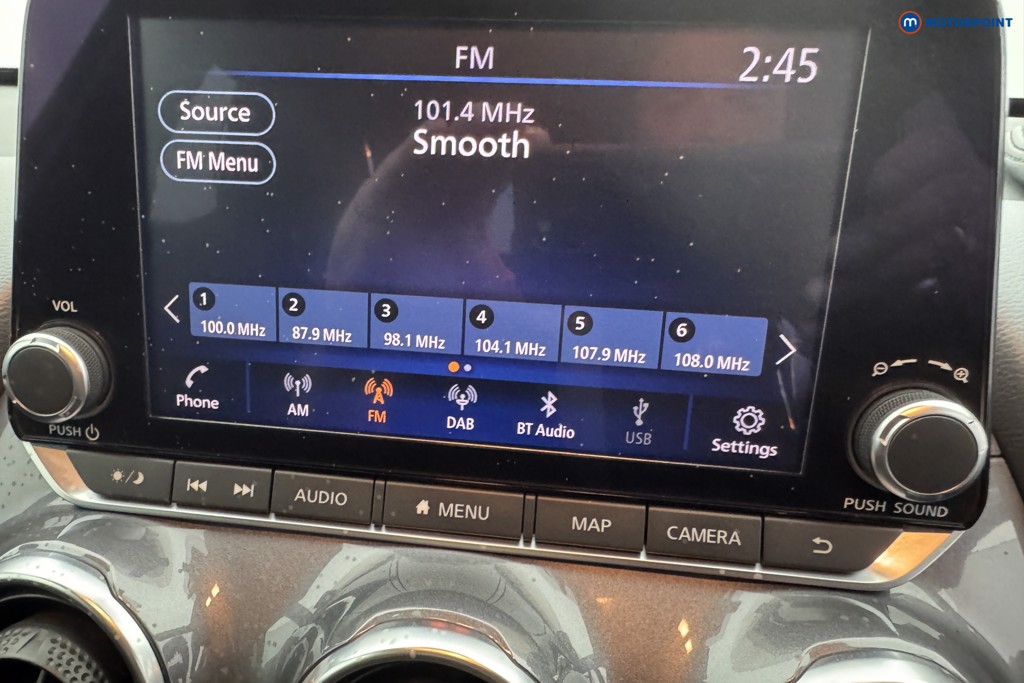 m MOTORPOINT
FM
2:45
Source
101.4 MHz
Smooth
FM Menu
1 2 3 4 5 6
100.0 MHz 87.9 MHz 98.1 MHz 104.1 MHz 107.9 MHz 108.0 MHz
VOL
Phone AM FM DAB BT Audio USB Settings
PUSH
PUSH SOUND
AUDIO MENU MAP CAMERA